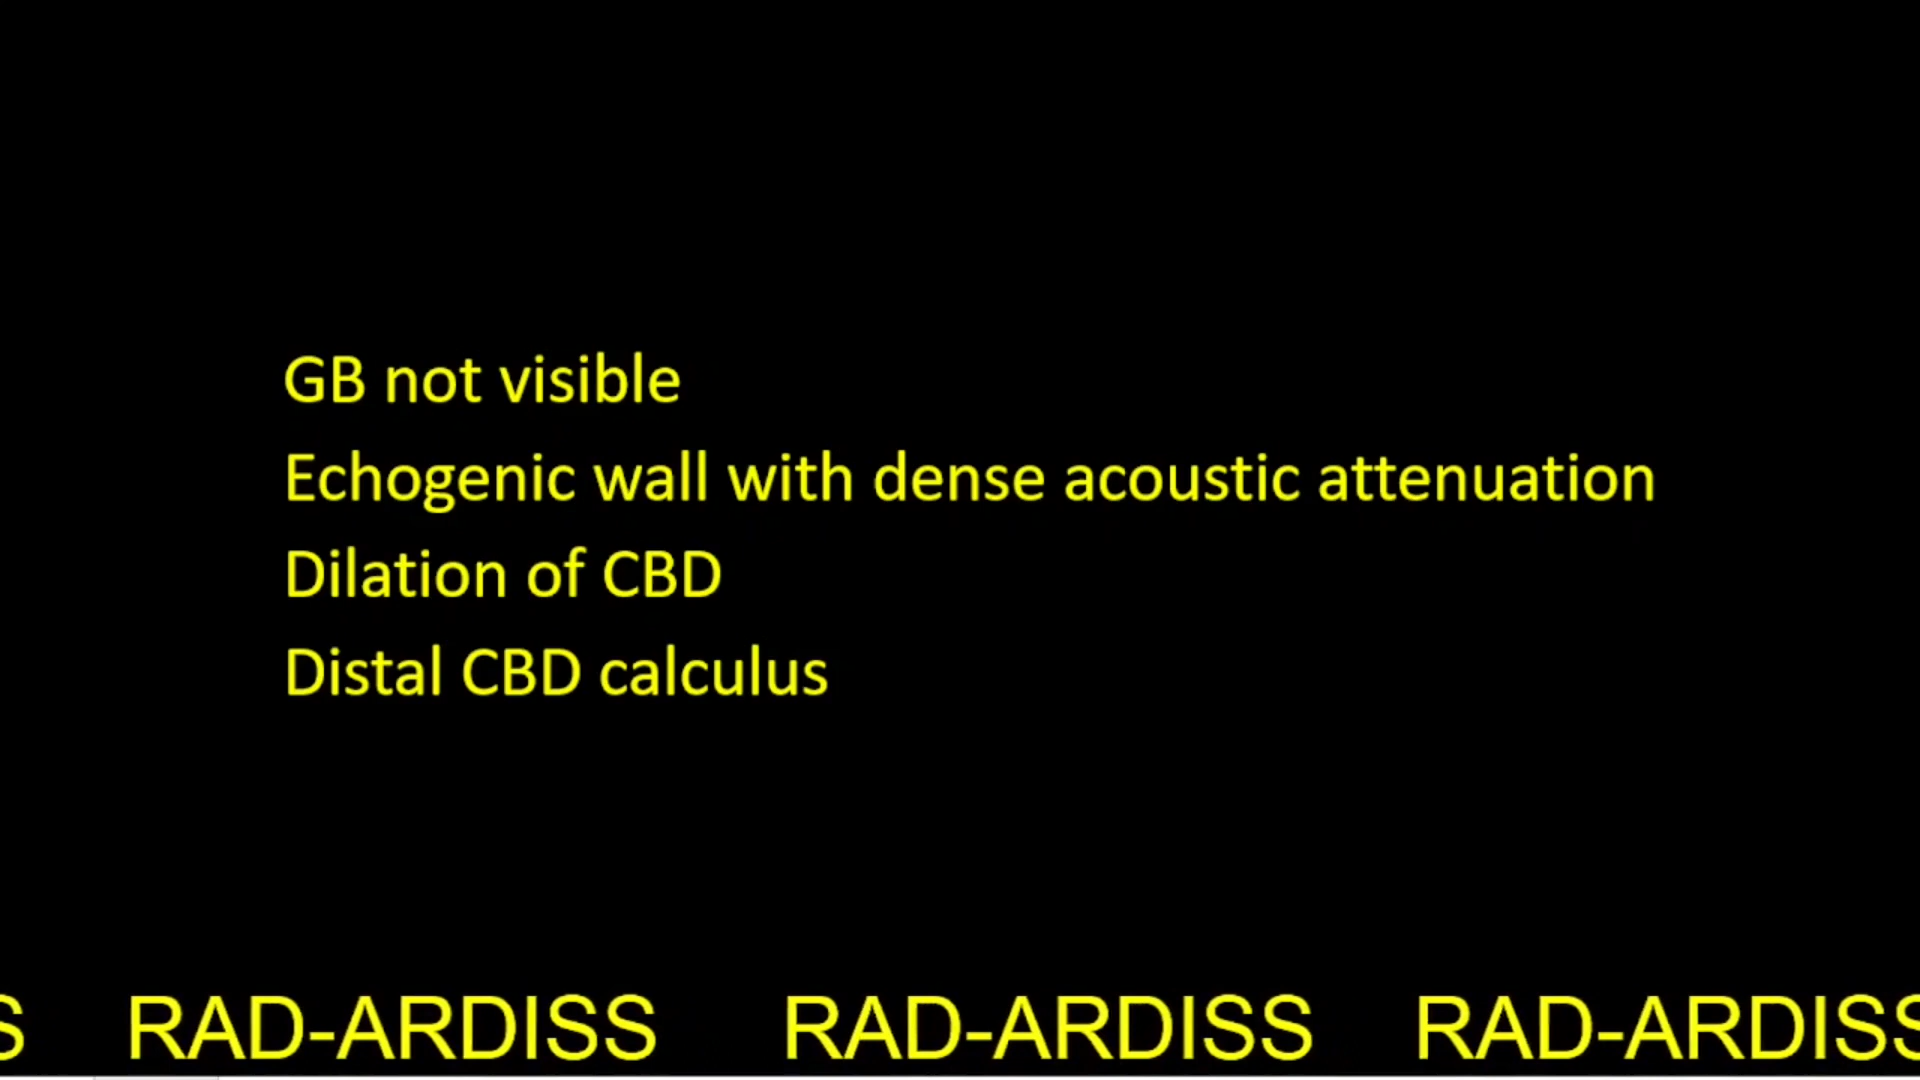 GB not visible
Echogenic wall with dense acoustic attenuation
Dilation of CBD
Distal CBD calculus
S RAD-ARDISS RAD-ARDISS RAD-ARDISS